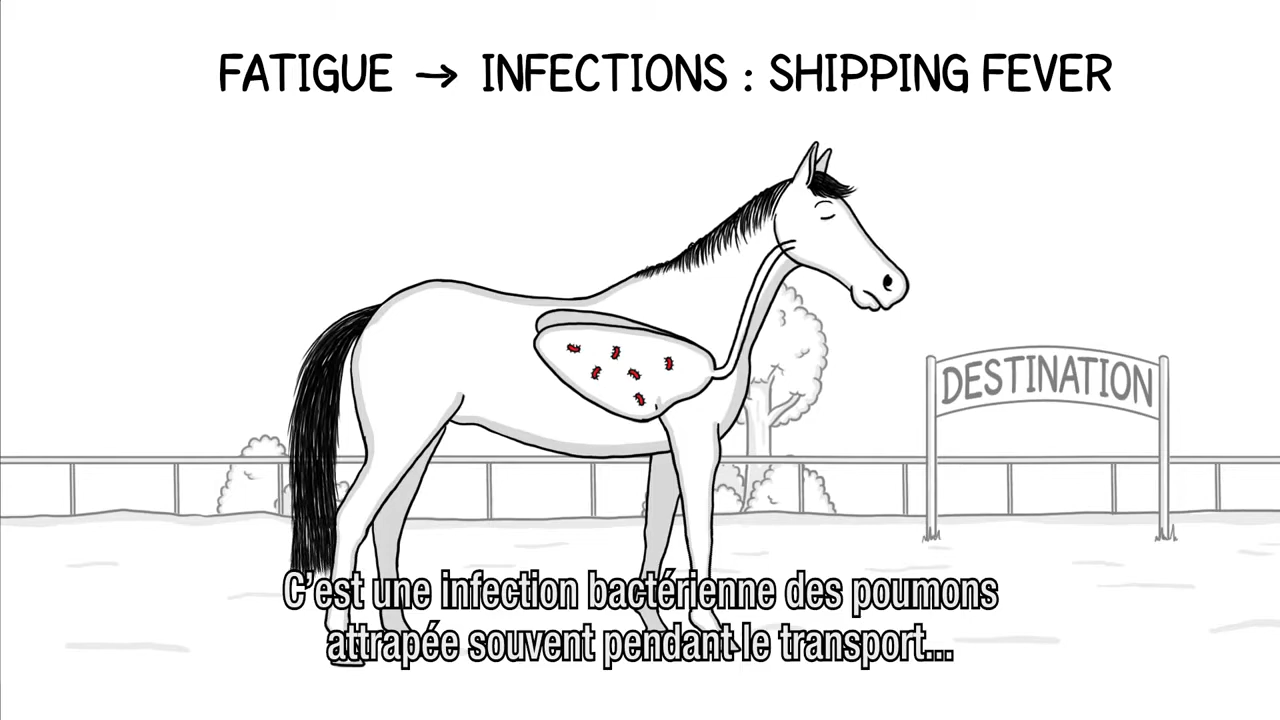 FATIGUE → INFECTIONS : SHIPPING FEVER
DESTINATION
C'est une infection bactérienne des poumons
attrapée souvent pendant le transport...